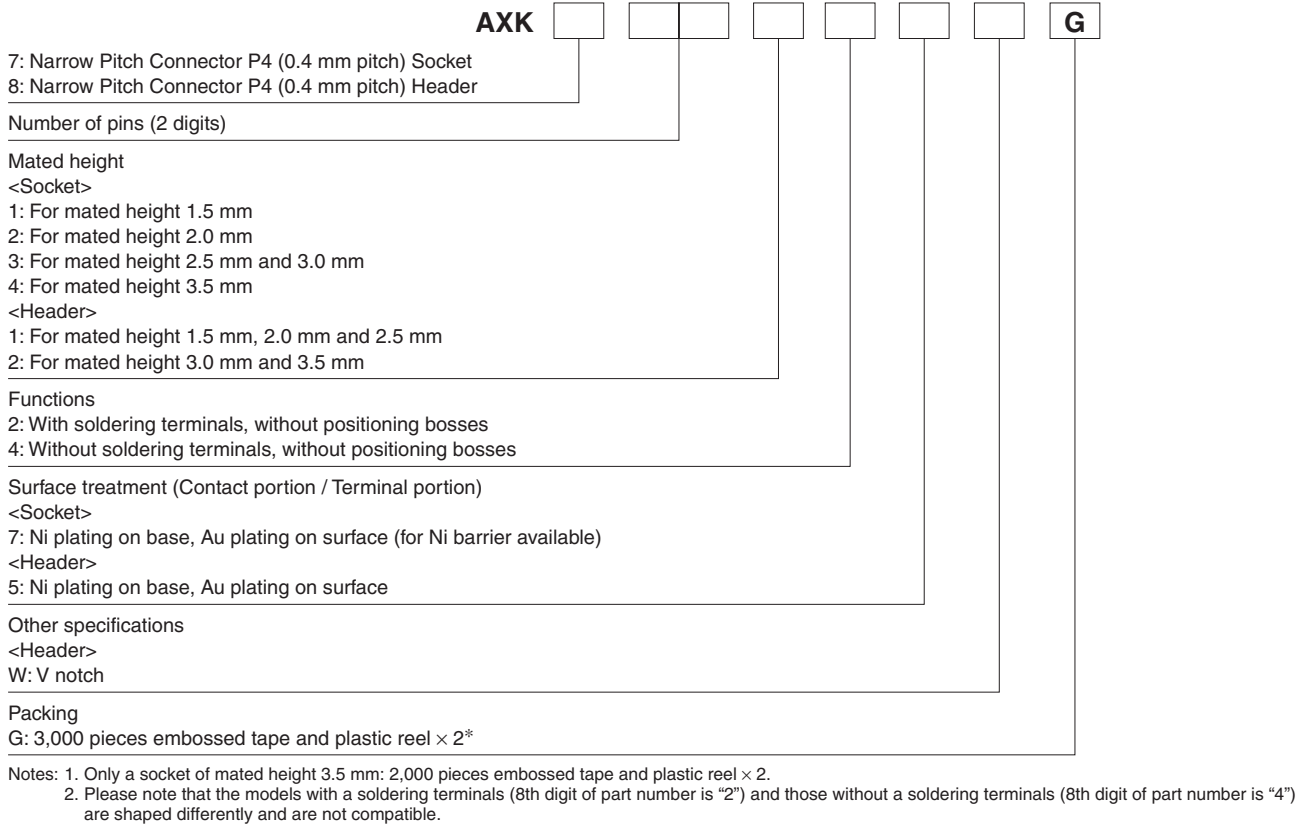 AXK G
7: Narrow Pitch Connector P4 (0.4 mm pitch) Socket
8: Narrow Pitch Connector P4 (0.4 mm pitch) Header
Number of pins (2 digits)
Mated height
<Socket>
1: For mated height 1.5 mm
2: For mated height 2.0 mm
3: For mated height 2.5 mm and 3.0 mm
4: For mated height 3.5 mm
<Header>
1: For mated height 1.5 mm, 2.0 mm and 2.5 mm
2: For mated height 3.0 mm and 3.5 mm
Functions
2: With soldering terminals, without positioning bosses
4: Without soldering terminals, without positioning bosses
Surface treatment (Contact portion / Terminal portion)
<Socket>
7: Ni plating on base, Au plating on surface (for Ni barrier available)
<Header>
5: Ni plating on base, Au plating on surface
Other specifications
<Header>
W: V notch
Packing
G: 3,000 pieces embossed tape and plastic reel × 2*
Notes: 1. Only a socket of mated height 3.5 mm: 2,000 pieces embossed tape and plastic reel × 2.
2. Please note that the models with a soldering terminals (8th digit of part number is “2”) and those without a soldering terminals (8th digit of part number is “4”)
are shaped differently and are not compatible.